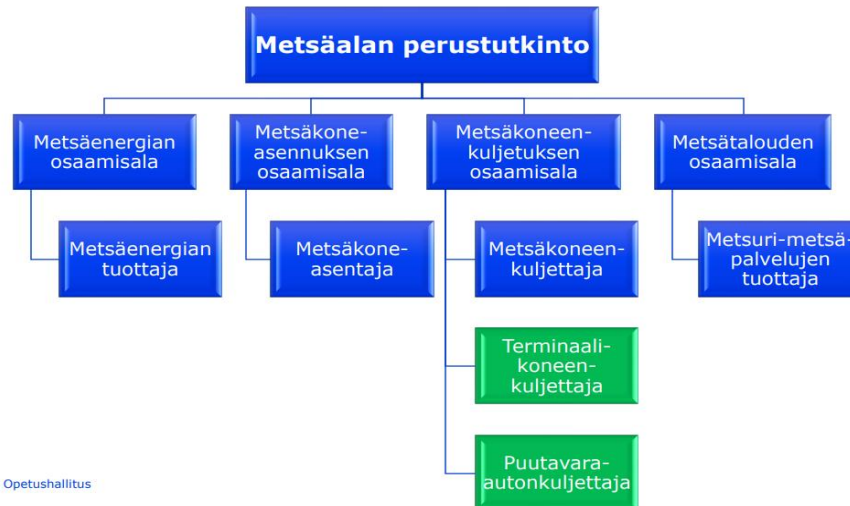 Metsäalan perustutkinto
Metsäenergian
osaamisala
Metsäkone-
asennuksen
osaamisala
Metsäkoneen-
kuljetuksen
osaamisala
Metsätalouden
osaamisala
Metsäenergian
tuottaja
Metsäkone-
asentaja
Metsäkoneen-
kuljettaja
Metsuri-metsä-
palvelujen
tuottaja
Terminaali-
koneen-
kuljettaja
Puutavara-
autonkuljettaja
Opetushallitus